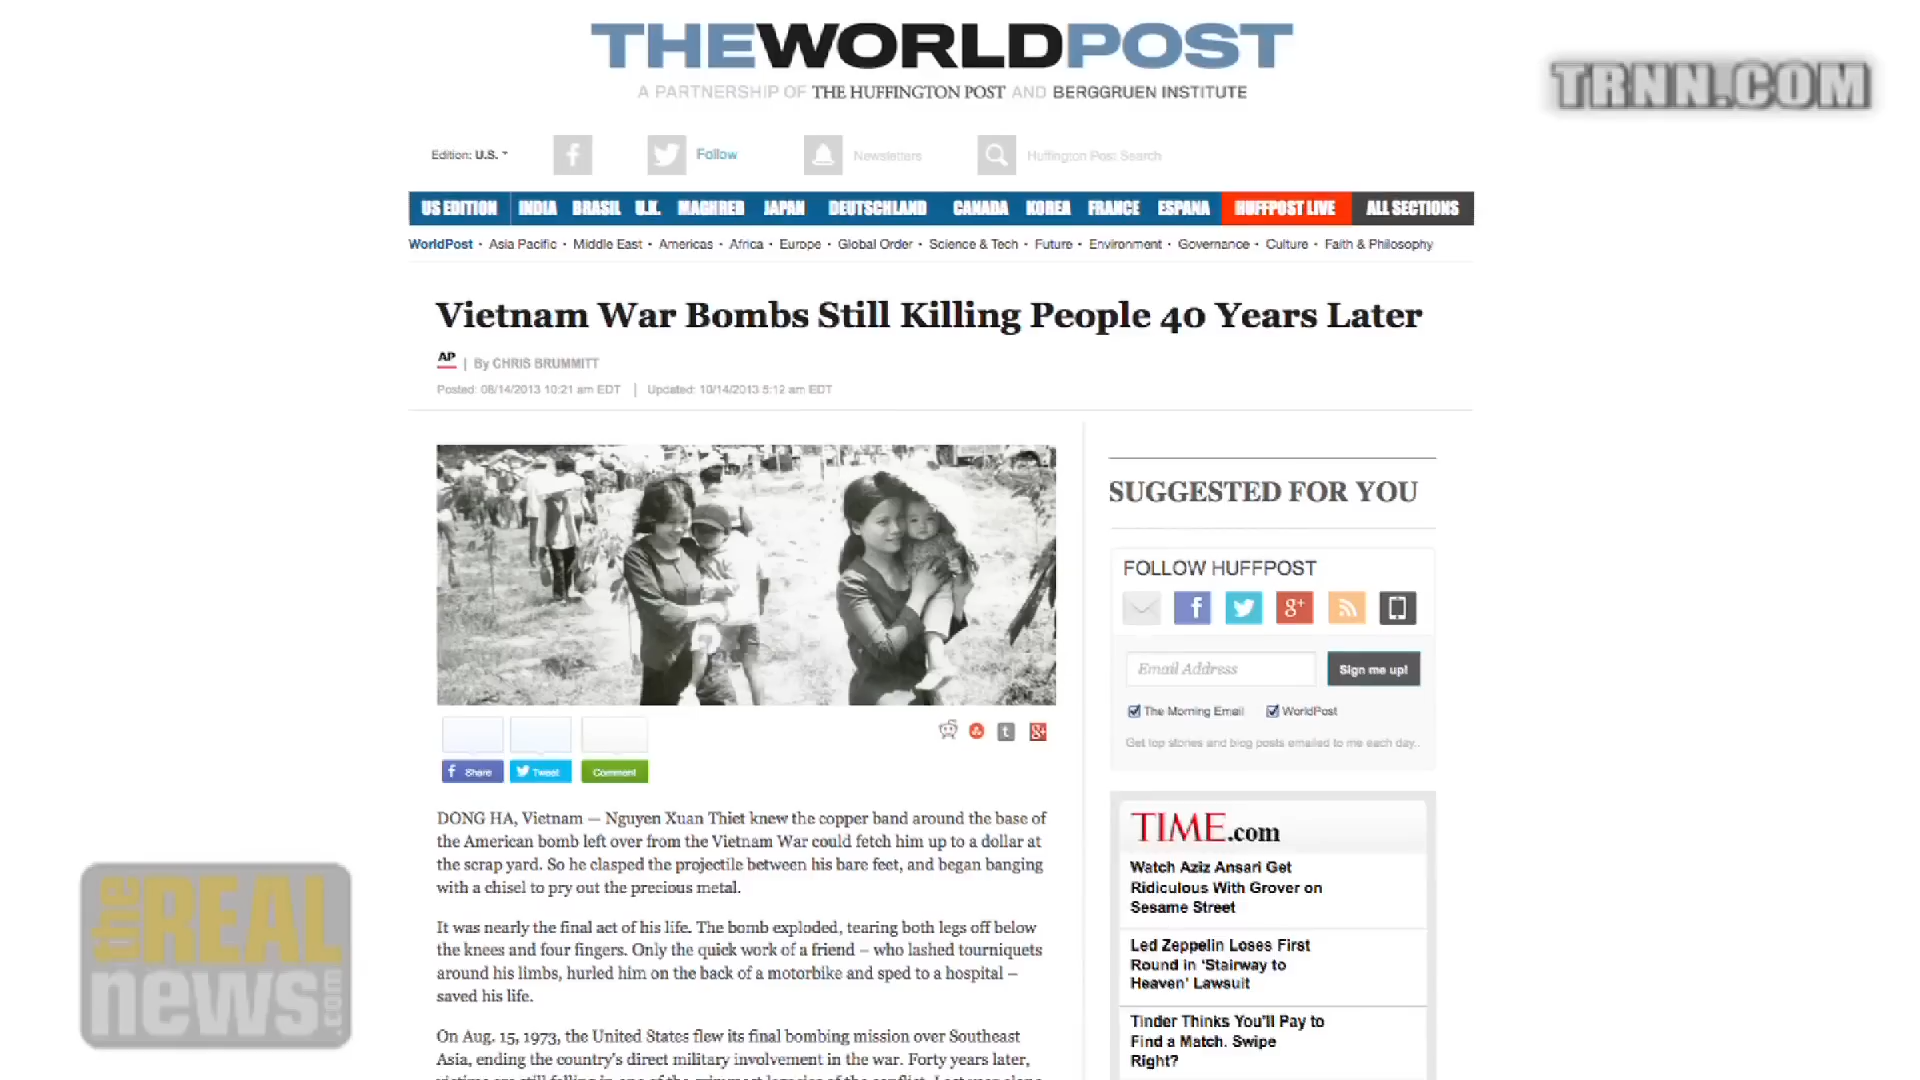 THEWORLDPOST
A PARTNERSHIP OF THE HUFFINGTON POST AND BERGGRUEN INSTITUTE
TRNN.COM
Edition: U.S.
f
Follow
Newsletters
Huffington Post Search
US EDITION INDIA BRASIL U.K. MAGHREB JAPAN DEUTSCHLAND CANADA KOREA FRANCE ESPANA HUFFPOST LIVE ALL SECTIONS
WorldPost · Asia Pacific · Middle East · Americas · Africa · Europe · Global Order · Science & Tech · Future · Environment · Governance · Culture · Faith & Philosophy
Vietnam War Bombs Still Killing People 40 Years Later
AP | By CHRIS BRUMMITT
Posted: 08/14/2013 10:21 am EDT | Updated: 10/14/2013 5:12 am EDT
f Share
Tweet
Comment
t
g+
DONG HA, Vietnam — Nguyen Xuan Thiet knew the copper band around the base of
the American bomb left over from the Vietnam War could fetch him up to a dollar at
the scrap yard. So he clasped the projectile between his bare feet, and began banging
with a chisel to pry out the precious metal.
It was nearly the final act of his life. The bomb exploded, tearing both legs off below
the knees and four fingers. Only the quick work of a friend – who lashed tourniquets
around his limbs, hurled him on the back of a motorbike and sped to a hospital –
saved his life.
On Aug. 15, 1973, the United States flew its final bombing mission over Southeast
Asia, ending the country's direct military involvement in the war. Forty years later,
SUGGESTED FOR YOU
FOLLOW HUFFPOST
f
g+
Email Address
Sign me up!
The Morning Email
WorldPost
Get top stories and blog posts emailed to me each day..
TIME.com
Watch Aziz Ansari Get
Ridiculous With Grover on
Sesame Street
Led Zeppelin Loses First
Round in 'Stairway to
Heaven' Lawsuit
Tinder Thinks You'll Pay to
Find a Match. Swipe
Right?
the REAL
news.com